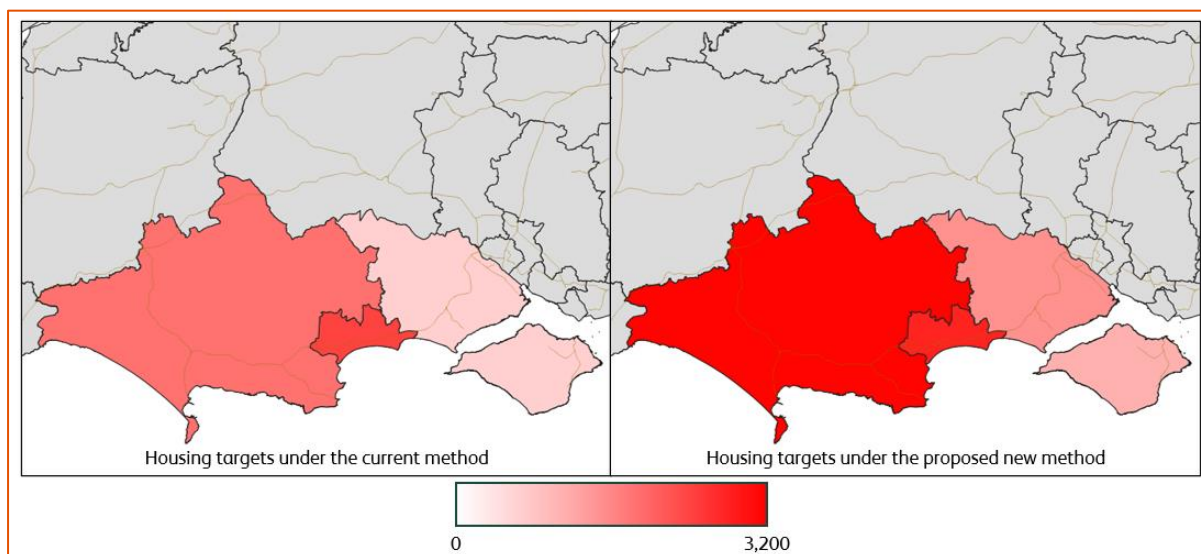 Housing targets under the current method
Housing targets under the proposed new method
0
3,200